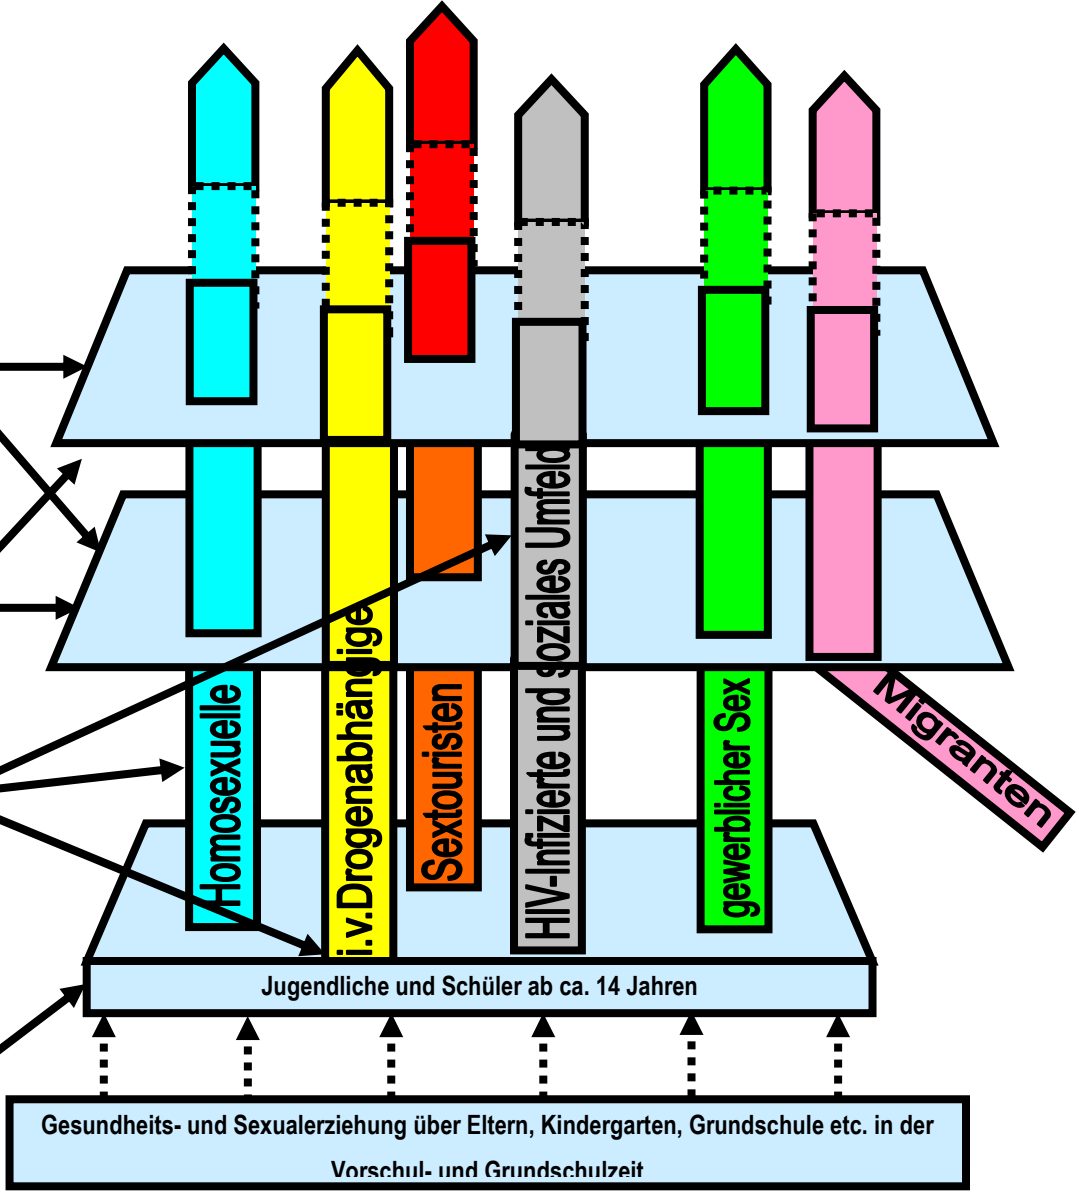 Homosexuelle
i.v.Drogenabhängige
Sextouristen
HIV-Infizierte und soziales Umfeld
gewerblicher Sex
Migranten
Jugendliche und Schüler ab ca. 14 Jahren
Gesundheits- und Sexualerziehung über Eltern, Kindergarten, Grundschule etc. in der
Vorschul- und Grundschulzeit